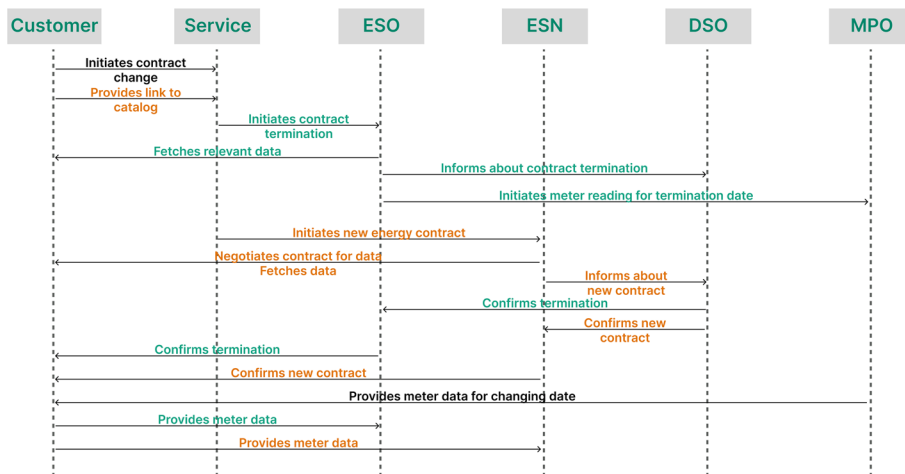 Customer Service ESO ESN DSO MPO
Initiates contract
change
Provides link to
catalog
Initiates contract
termination
Fetches relevant data
Informs about contract termination
Initiates meter reading for termination date
Initiates new energy contract
Negotiates contract for data
Fetches data
Informs about
new contract
Confirms termination
Confirms new
contract
Confirms termination
Confirms new contract
Provides meter data for changing date
Provides meter data
Provides meter data